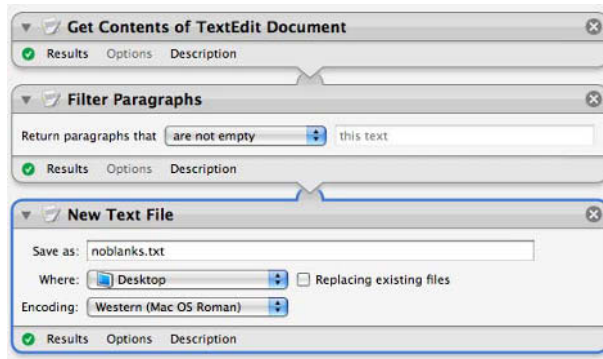 Get Contents of TextEdit Document
Results Options Description
Filter Paragraphs
Return paragraphs that are not empty this text
Results Options Description
New Text File
Save as: noblanks.txt
Where: Desktop Replacing existing files
Encoding: Western (Mac OS Roman)
Results Options Description